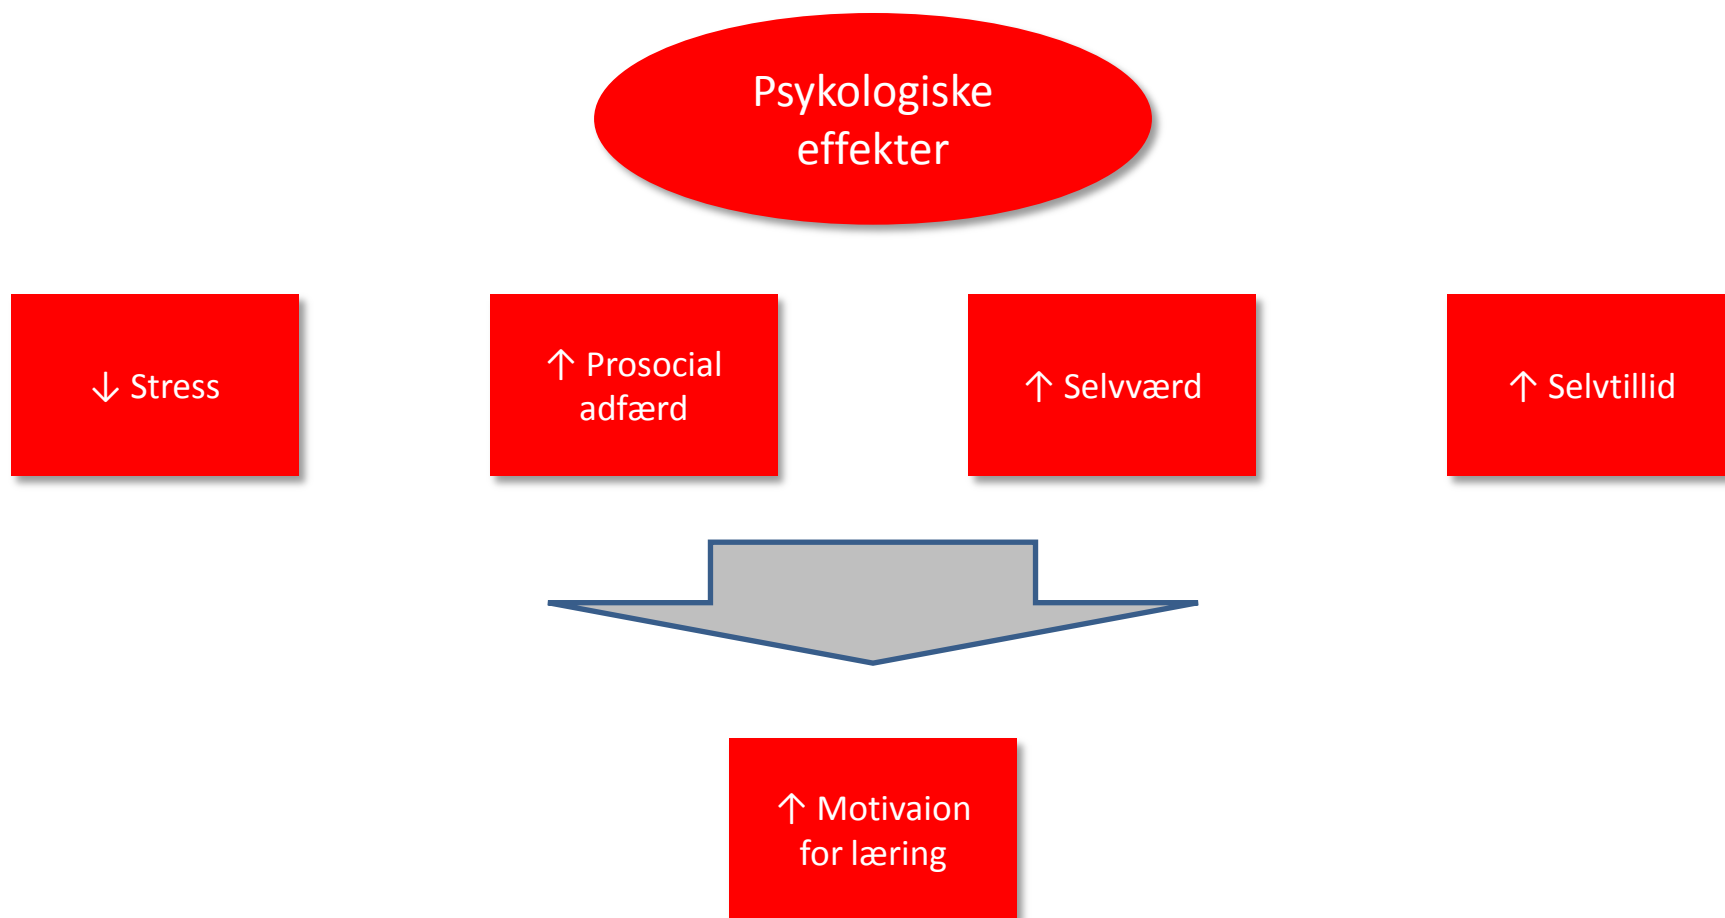 Psykologiske
effekter
↓ Stress
↑ Prosocial
adfærd
↑ Selvværd
↑ Selvtillid
↑ Motivaion
for læring